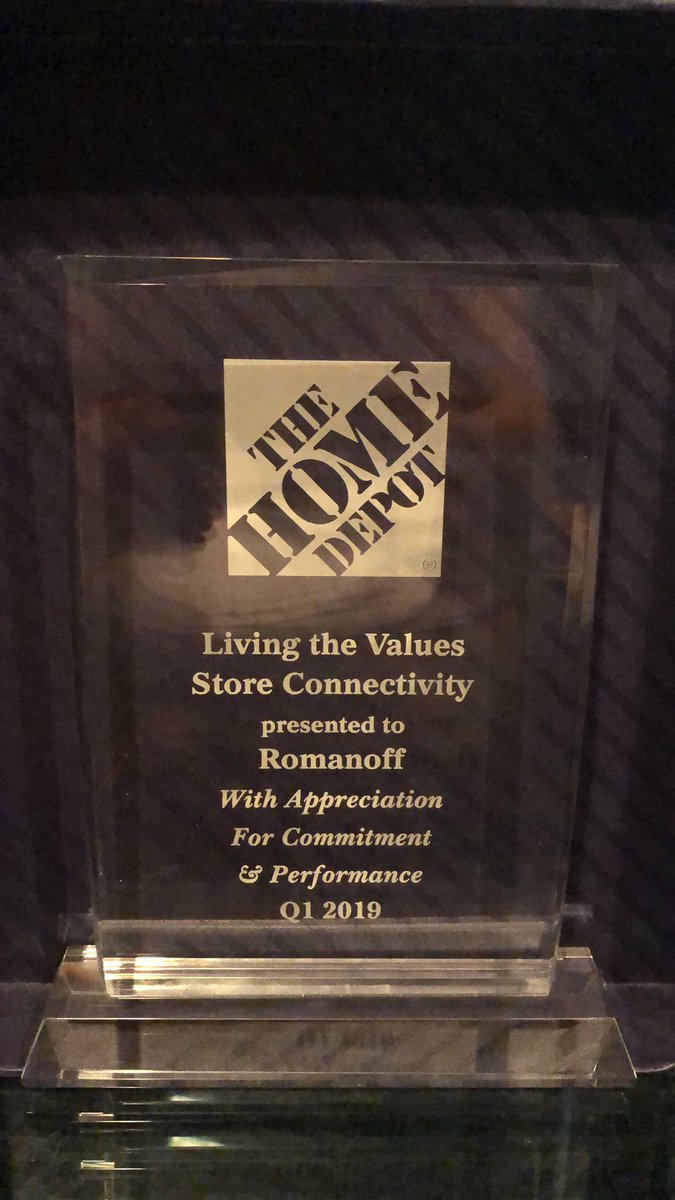 THE
HOME
DEPOT
Living the Values
Store Connectivity
presented to
Romanoff
With Appreciation
For Commitment
& Performance
Q1 2019